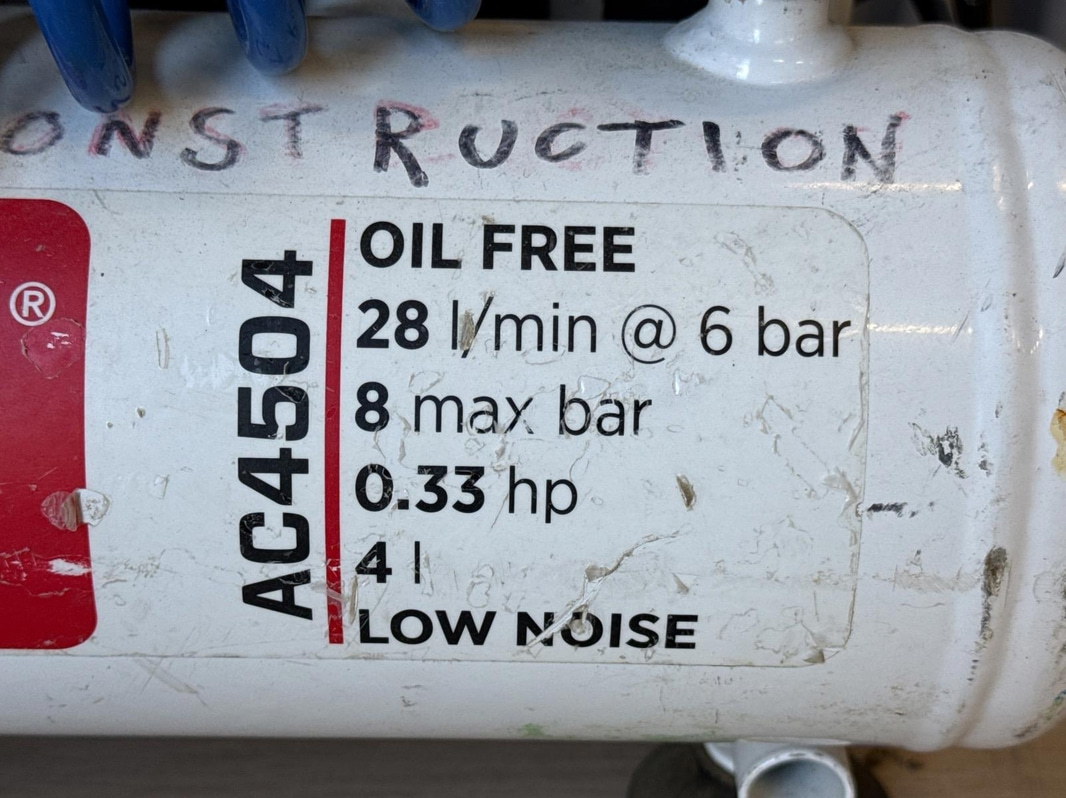 ONSTRUCTION
®
AC4504
OIL FREE
28 l/min @ 6 bar
8 max bar
0.33 hp
4 l
LOW NOISE